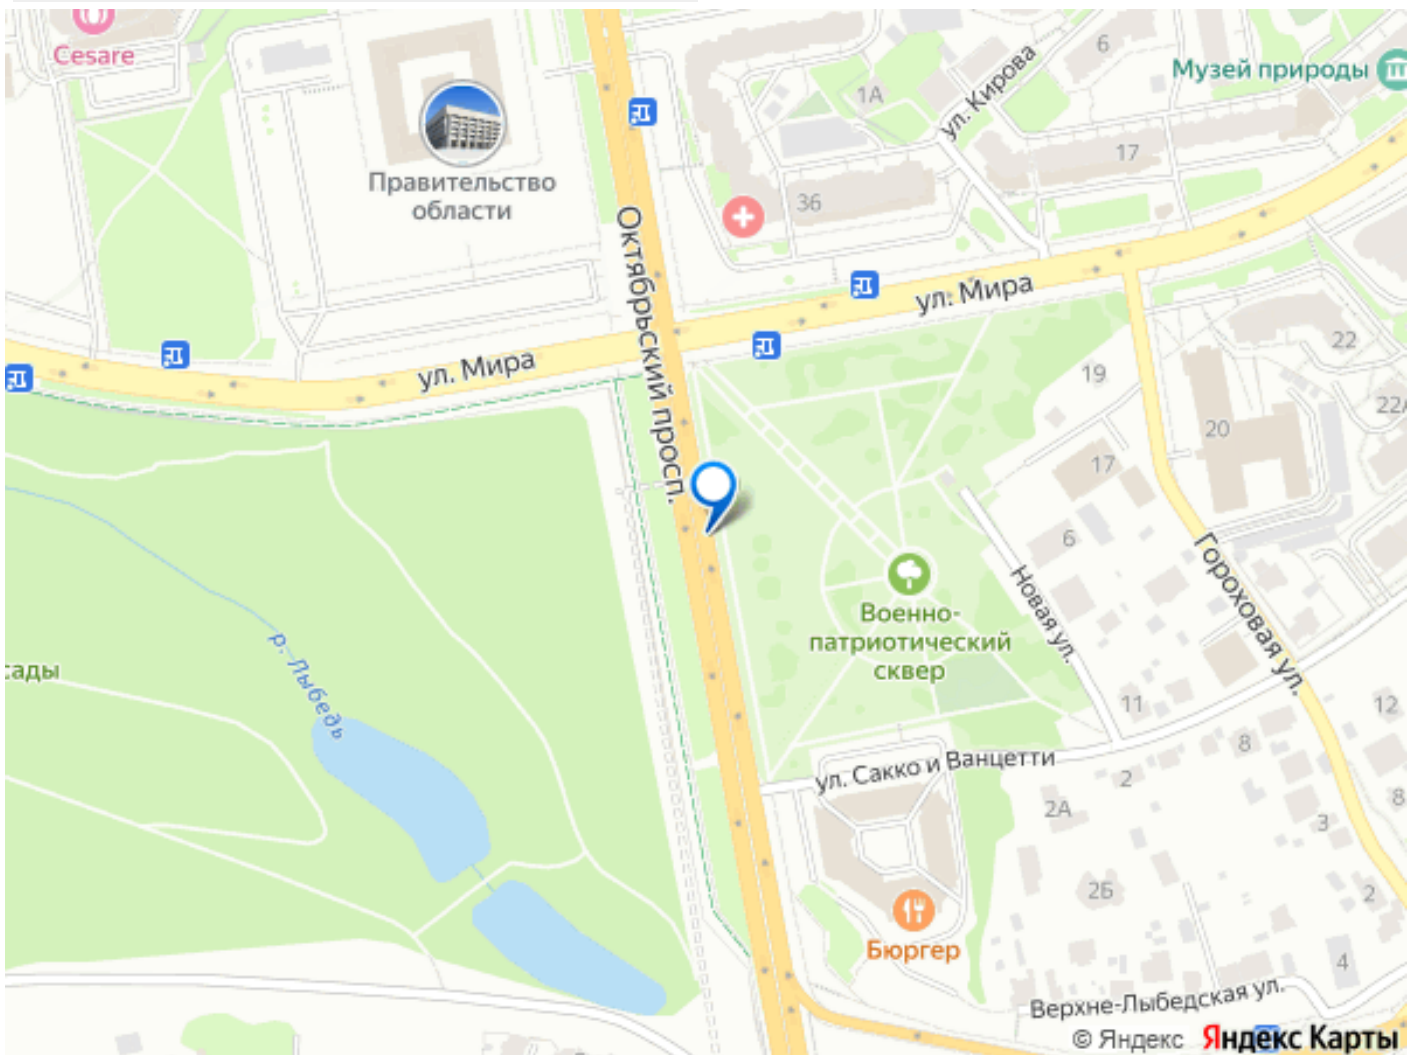 Cesare
6
Музей природы
1А
ул. Кирова
17
Правительство
области
36
Октябрьский просп.
ул. Мира
ул. Мира
22
19
22А
20
17
6
Новая ул.
Гороховая ул.
Военно-
патриотический
сквер
р. Лыбедь
сады
11
12
8
ул. Сакко и Ванцетти
2
2А
8
3
2Б
2
Бюргер
4
Верхне-Лыбедская ул.
© Яндекс Яндекс Карты